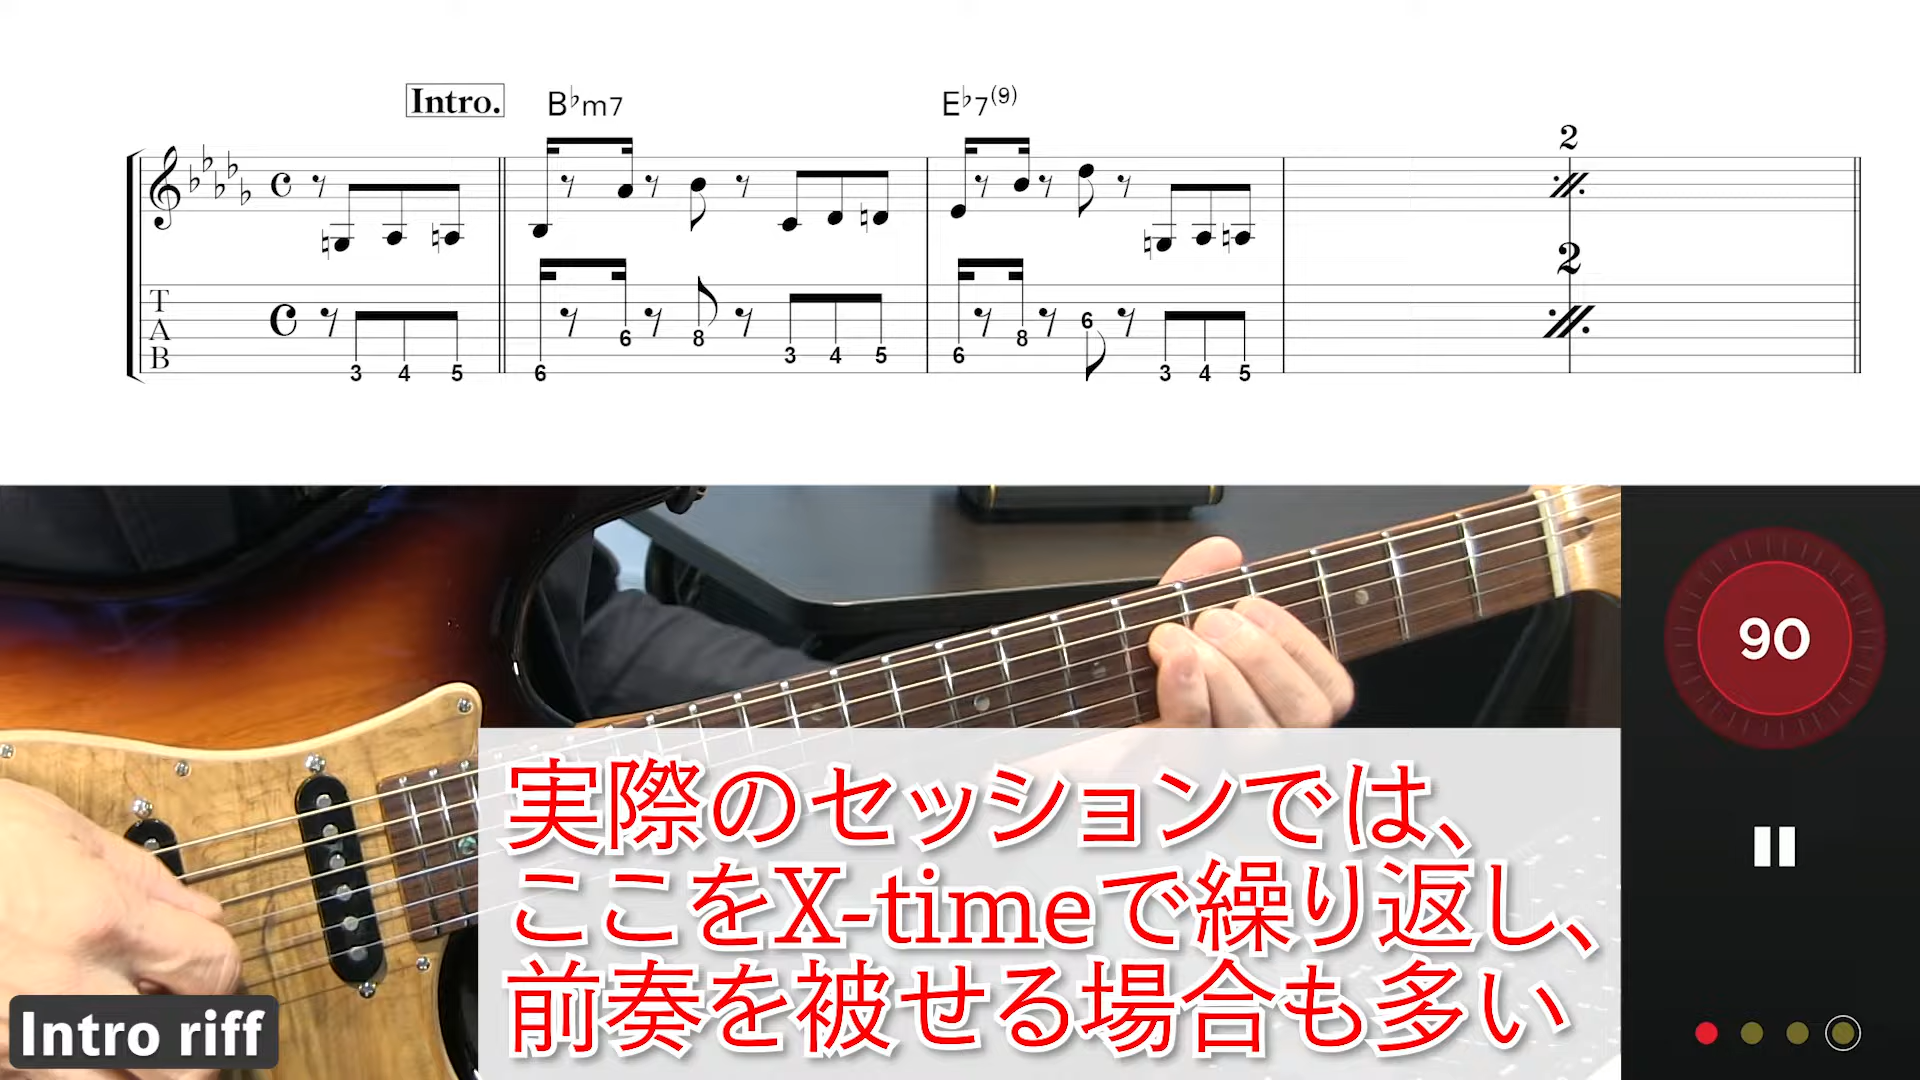 Intro.
B♭m7
E♭7(9)
2
2
T
A
B
3 4 5
6 6 8 3 4 5
6 8 6 3 4 5
90
実際のセッションでは、
ここをX-timeで繰り返し、
前奏を被せる場合も多い
Intro riff